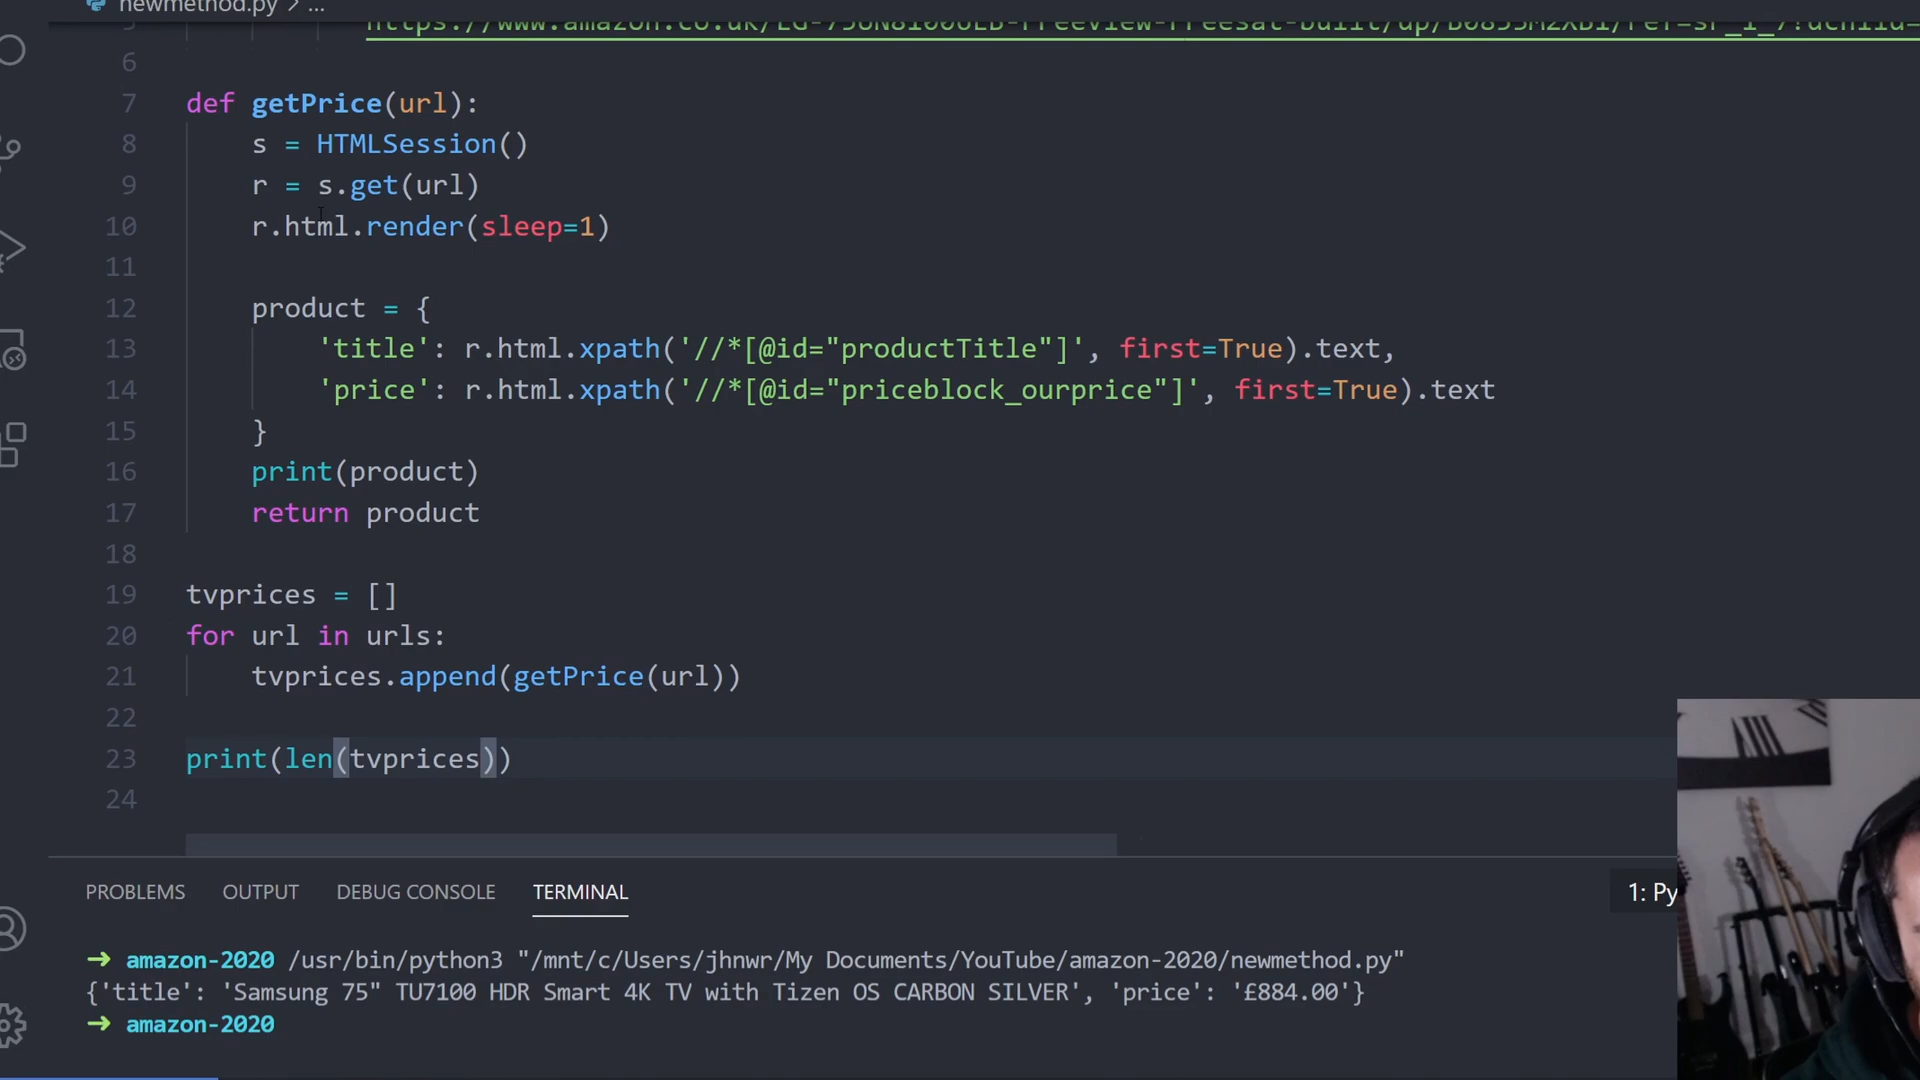 newmethod.py > ...
6
7 def getPrice(url):
8 s = HTMLSession()
9 r = s.get(url)
10 r.html.render(sleep=1)
11
12 product = {
13 'title': r.html.xpath('//*[@id="productTitle"]', first=True).text,
14 'price': r.html.xpath('//*[@id="priceblock_ourprice"]', first=True).text
15 }
16 print(product)
17 return product
18
19 tvprices = []
20 for url in urls:
21 tvprices.append(getPrice(url))
22
23 print(len(tvprices))
24
PROBLEMS OUTPUT DEBUG CONSOLE TERMINAL 1: Py
→ amazon-2020 /usr/bin/python3 "/mnt/c/Users/jhnwr/My Documents/YouTube/amazon-2020/newmethod.py"
{'title': 'Samsung 75" TU7100 HDR Smart 4K TV with Tizen OS CARBON SILVER', 'price': '£884.00'}
→ amazon-2020